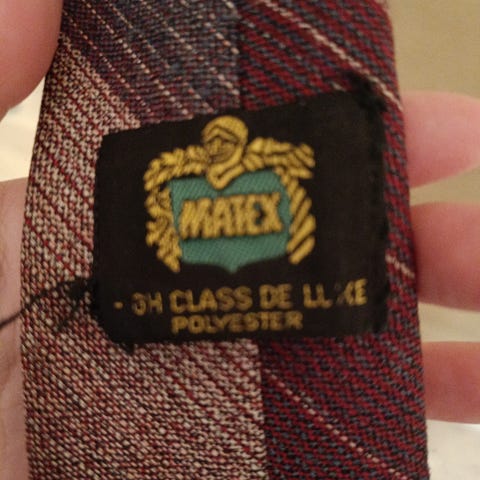 MATEX
CLASS DE
POLYESTER